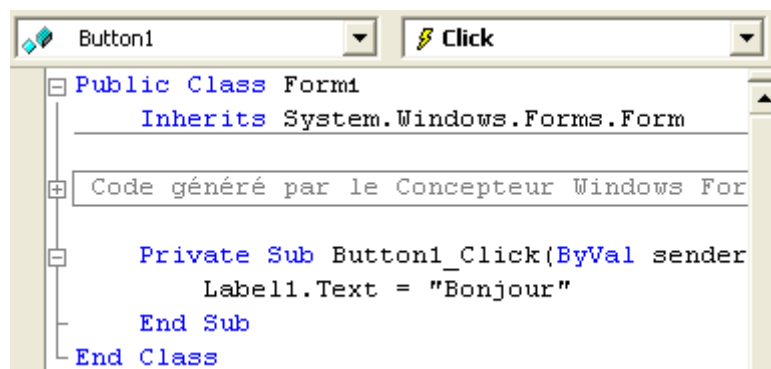 Button1 Click
Public Class Form1
Inherits System.Windows.Forms.Form
Code généré par le Concepteur Windows For
Private Sub Button1_Click(ByVal sender
Label1.Text = "Bonjour"
End Sub
End Class